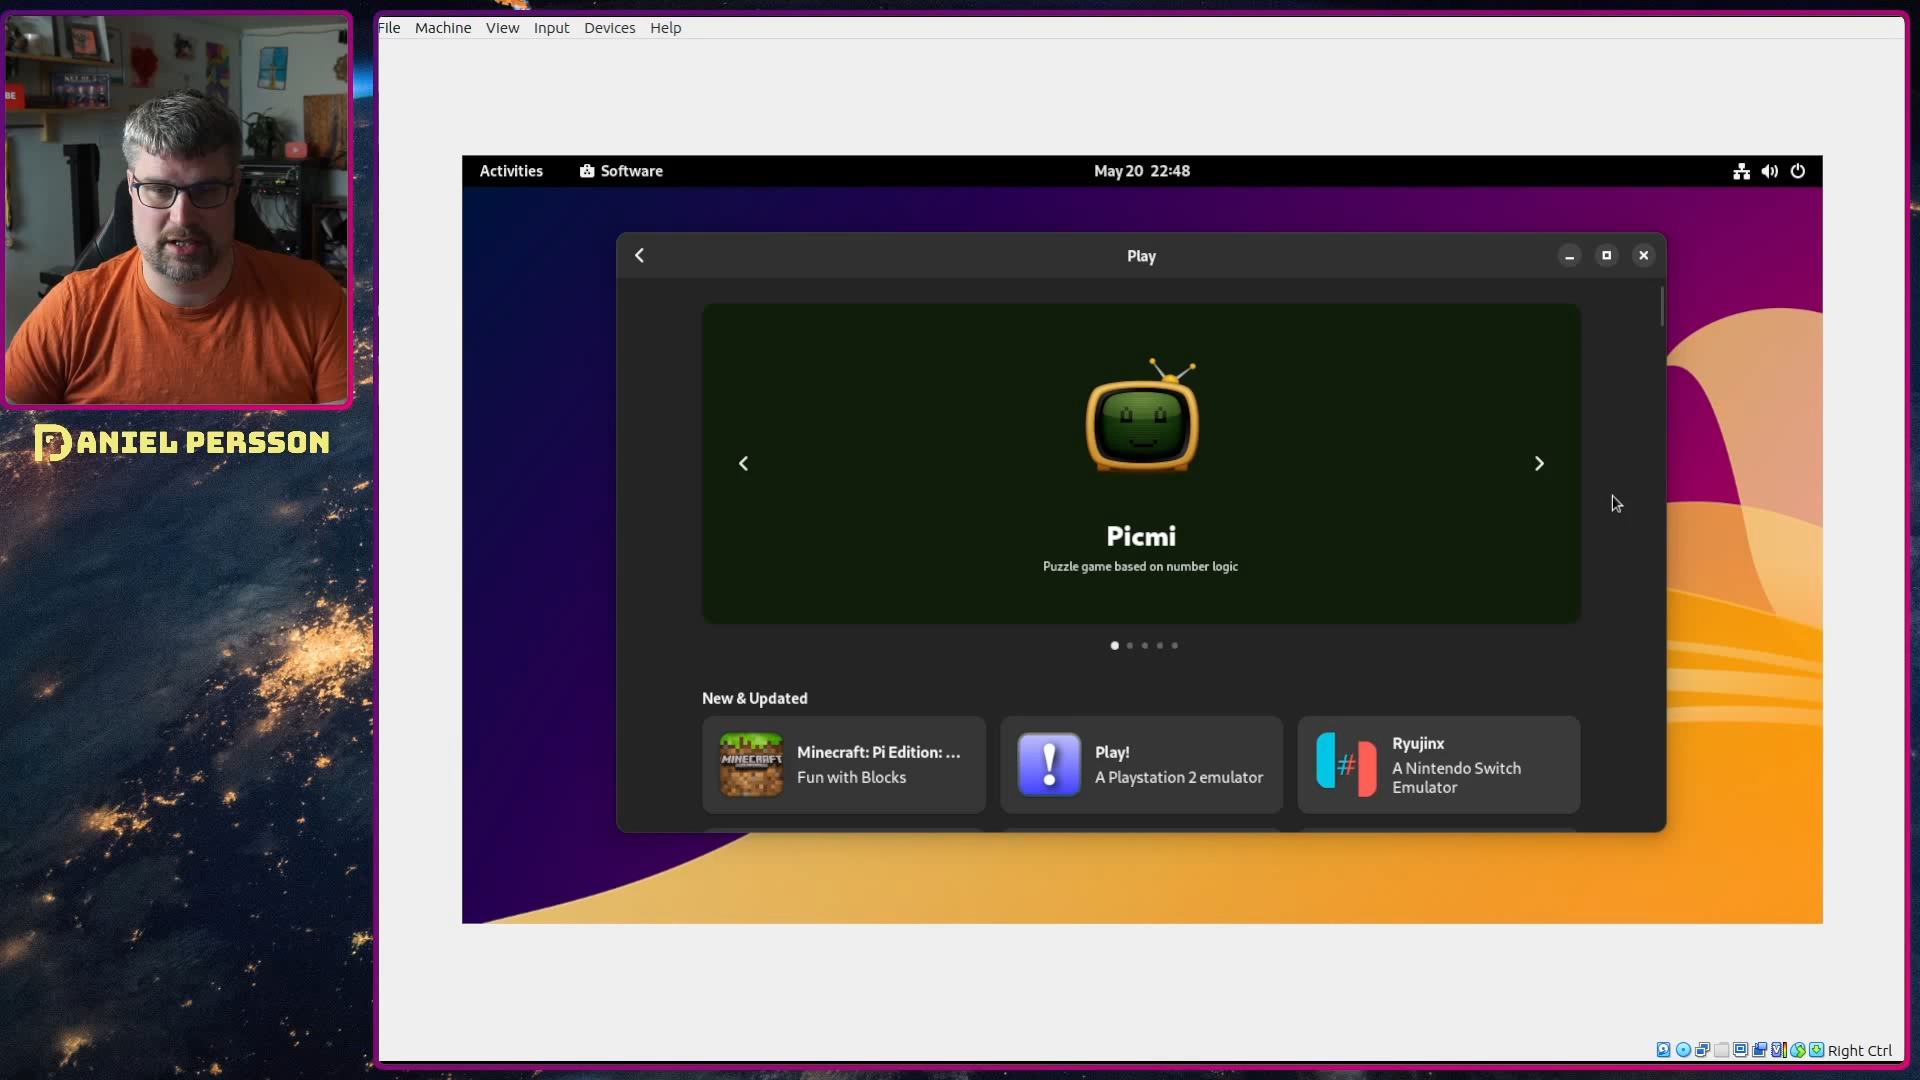 File Machine View Input Devices Help
Activities Software May 20 22:48
Play
Picmi
Puzzle game based on number logic
New & Updated
Minecraft: Pi Edition: ...
Fun with Blocks
Play!
A Playstation 2 emulator
Ryujinx
A Nintendo Switch
Emulator
MINECRAFT
#
DANIEL PERSSON
Right Ctrl